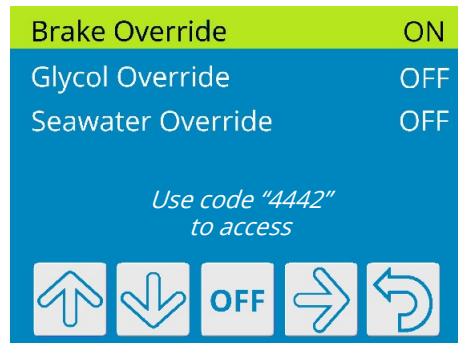 Brake Override ON
Glycol Override OFF
Seawater Override OFF
Use code “4442”
to access
OFF